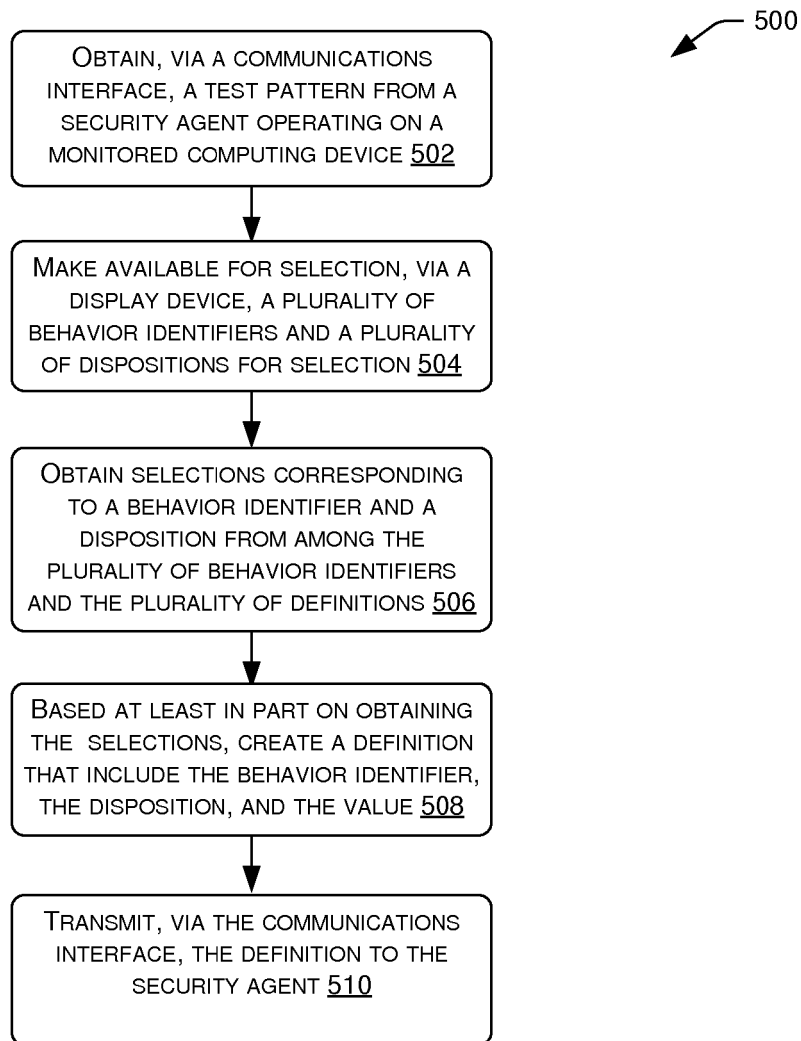 500
OBTAIN, VIA A COMMUNICATIONS
INTERFACE, A TEST PATTERN FROM A
SECURITY AGENT OPERATING ON A
MONITORED COMPUTING DEVICE 502
MAKE AVAILABLE FOR SELECTION, VIA A
DISPLAY DEVICE, A PLURALITY OF
BEHAVIOR IDENTIFIERS AND A PLURALITY
OF DISPOSITIONS FOR SELECTION 504
OBTAIN SELECTIONS CORRESPONDING
TO A BEHAVIOR IDENTIFIER AND A
DISPOSITION FROM AMONG THE
PLURALITY OF BEHAVIOR IDENTIFIERS
AND THE PLURALITY OF DEFINITIONS 506
BASED AT LEAST IN PART ON OBTAINING
THE SELECTIONS, CREATE A DEFINITION
THAT INCLUDE THE BEHAVIOR IDENTIFIER,
THE DISPOSITION, AND THE VALUE 508
TRANSMIT, VIA THE COMMUNICATIONS
INTERFACE, THE DEFINITION TO THE
SECURITY AGENT 510